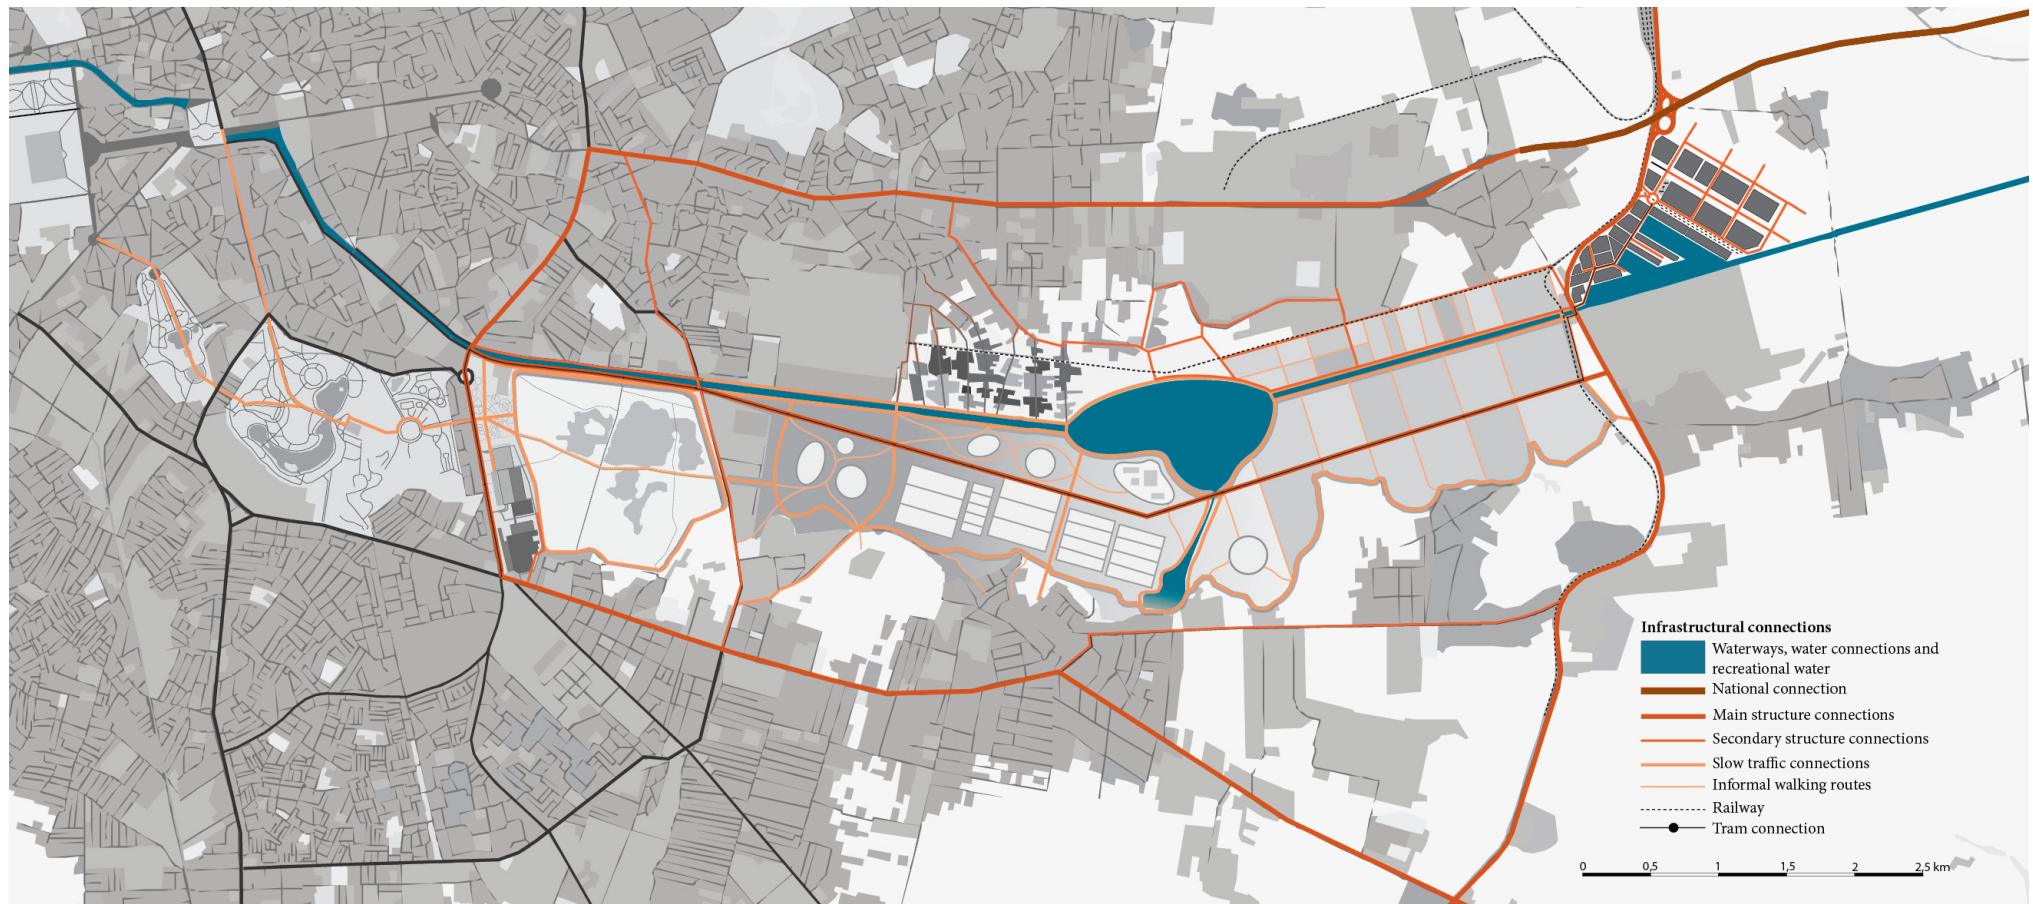 Infrastructural connections
Waterways, water connections and
recreational water
National connection
Main structure connections
Secondary structure connections
Slow traffic connections
Informal walking routes
Railway
Tram connection
0 0,5 1 1,5 2 2,5 km